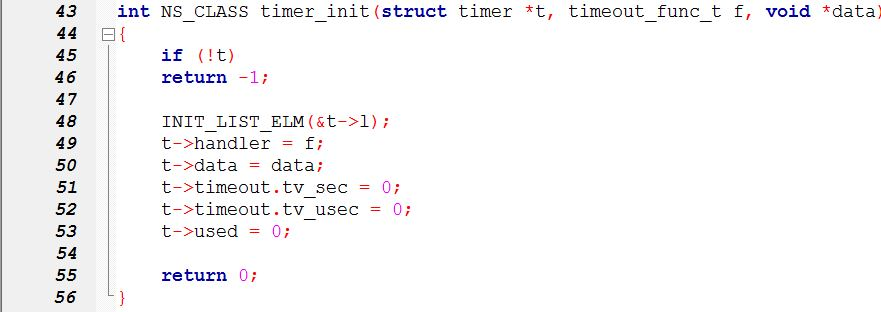 43 int NS_CLASS timer_init(struct timer *t, timeout_func_t f, void *data)
44 {
45 if (!t)
46 return -1;
47
48 INIT_LIST_ELM(&t->l);
49 t->handler = f;
50 t->data = data;
51 t->timeout.tv_sec = 0;
52 t->timeout.tv_usec = 0;
53 t->used = 0;
54
55 return 0;
56 }